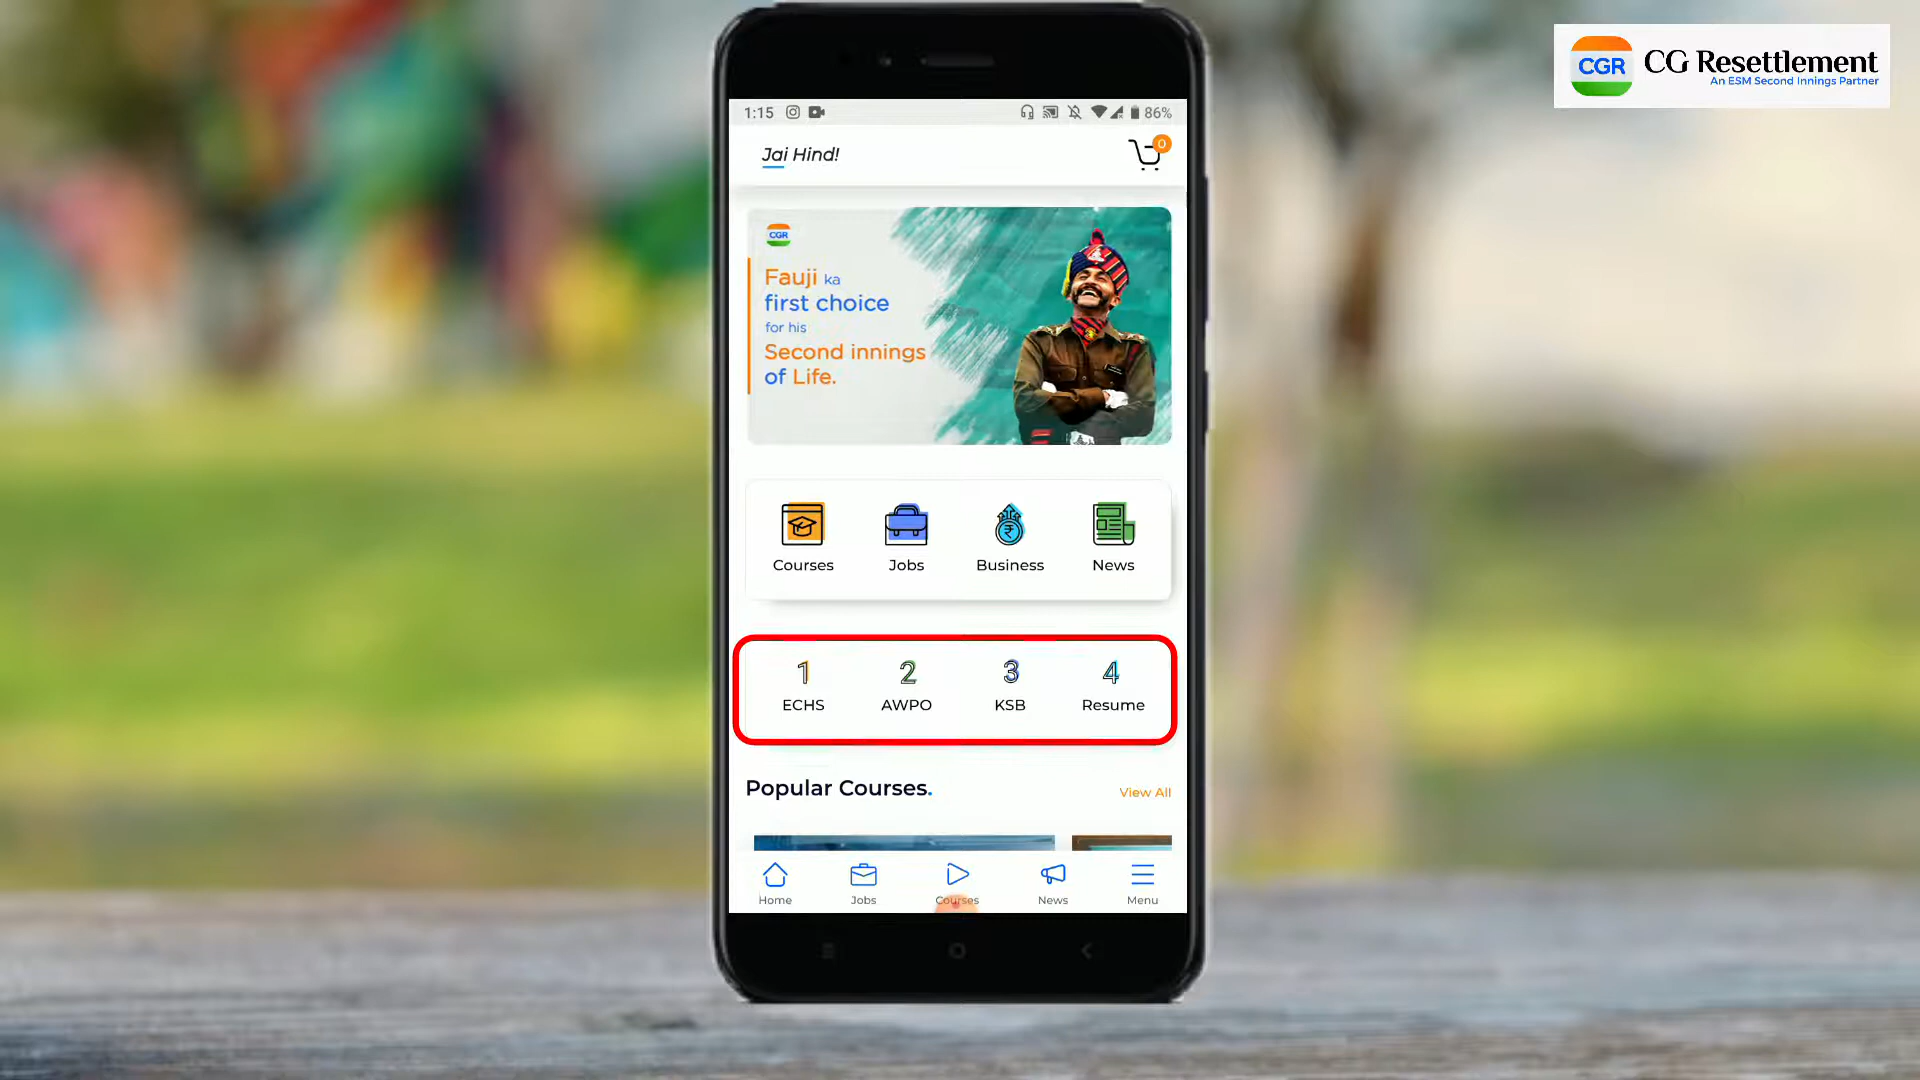 CGR CG Resettlement
An ESM Second Innings Partner
1:15 86%
Jai Hind! 0
CGR
Fauji ka
first choice
for his
Second innings
of Life.
Courses Jobs Business News
1 2 3 4
ECHS AWPO KSB Resume
Popular Courses.
View All
Home Jobs Courses News Menu